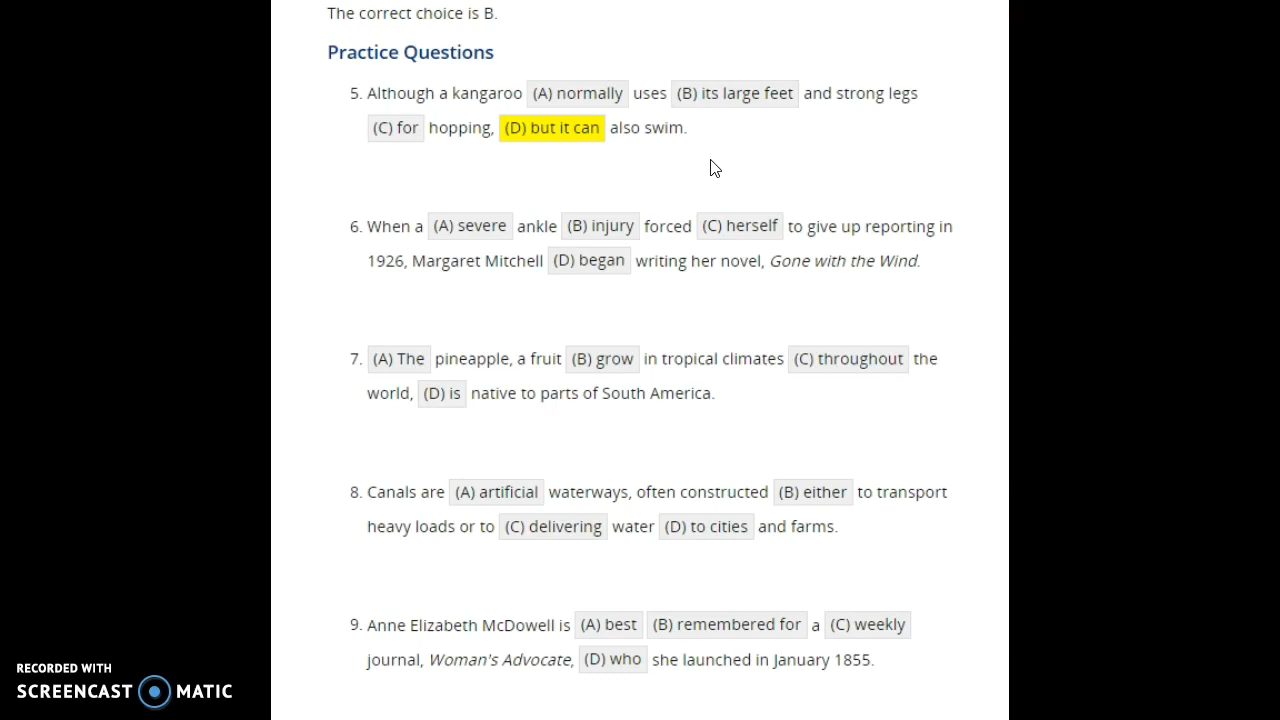 The correct choice is B.
Practice Questions
5. Although a kangaroo (A) normally uses (B) its large feet and strong legs
(C) for hopping, (D) but it can also swim.
6. When a (A) severe ankle (B) injury forced (C) herself to give up reporting in
1926, Margaret Mitchell (D) began writing her novel, Gone with the Wind.
7. (A) The pineapple, a fruit (B) grow in tropical climates (C) throughout the
world, (D) is native to parts of South America.
8. Canals are (A) artificial waterways, often constructed (B) either to transport
heavy loads or to (C) delivering water (D) to cities and farms.
9. Anne Elizabeth McDowell is (A) best (B) remembered for a (C) weekly
journal, Woman's Advocate, (D) who she launched in January 1855.
RECORDED WITH
SCREENCAST MATIC